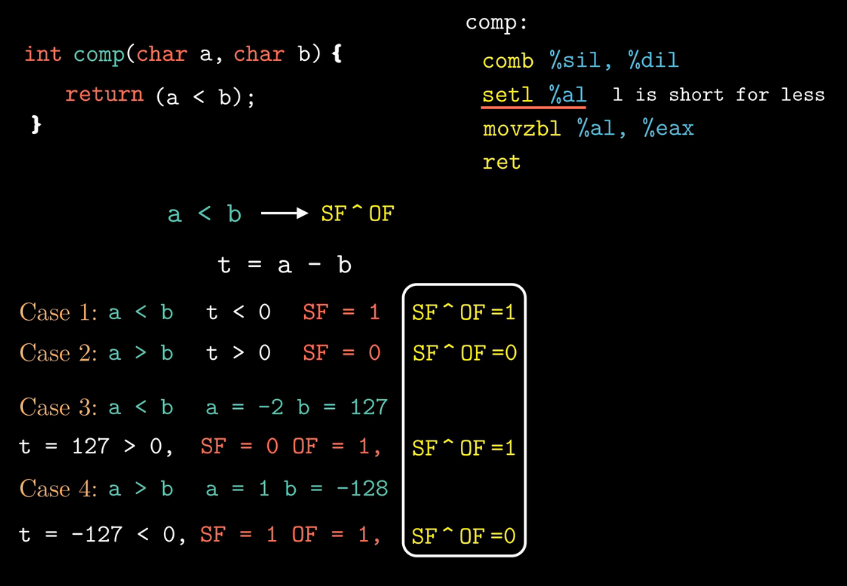 int comp(char a, char b) {
return (a < b);
}
comp:
comb %sil, %dil
setl %al l is short for less
movzbl %al, %eax
ret
a < b ⟶ SF^OF
t = a - b
Case 1: a < b t < 0 SF = 1 SF^OF=1
Case 2: a > b t > 0 SF = 0 SF^OF=0
Case 3: a < b a = -2 b = 127
t = 127 > 0, SF = 0 OF = 1, SF^OF=1
Case 4: a > b a = 1 b = -128
t = -127 < 0, SF = 1 OF = 1, SF^OF=0